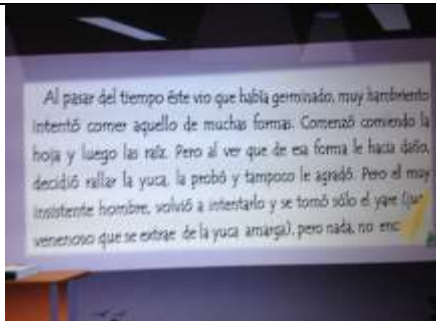 Al pasar del tiempo éste vio que había germinado, muy hambriento
intentó comer aquello de muchas formas. Comenzó comiendo la
hoja y luego las raíz. Pero al ver que de esa forma le hacia daño,
decidió rallar la yuca, la probó y tampoco le agradó. Pero el muy
insistente hombre, volvió a intentarlo y se tomó sólo el yare
venenoso que se extrae de la yuca amarga), pero nada, no